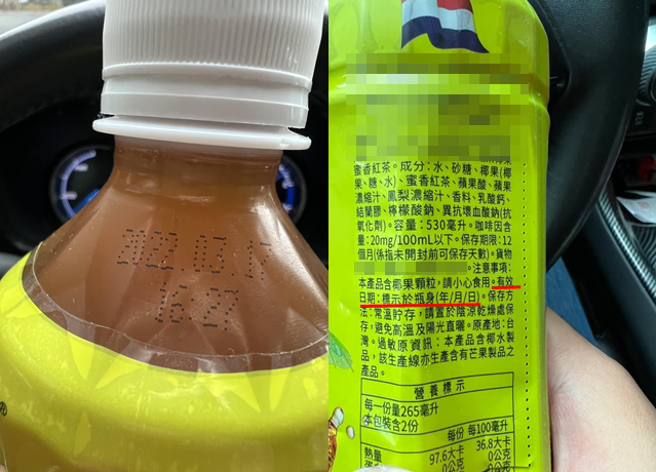 2022.03.17
16:27
®
蜜香紅茶。成分：水、砂糖、椰果(椰
果、糖、水)、蜜香紅茶、蘋果酸、蘋果
濃縮汁、鳳梨濃縮汁、香料、乳酸鈣、
結蘭膠、檸檬酸鈉、異抗壞血酸鈉(抗
氧化劑)。容量：530毫升。咖啡因含
量：20mg/100mL以下。保存期限：12
個月(係指未開封前可保存天數)。貨物
。注意事項：
本產品含椰果顆粒，請小心食用。有效
日期：標示於瓶身(年/月/日)。保存方
法：常溫貯存，請置於陰涼乾燥處保
存，避免高溫及陽光直曬。原產地：台
灣。過敏原資訊：本產品含椰水製
品，該生產線亦生產含有芒果製品之
產品。
營養標示
每一份量265毫升
本包裝含2份
每份 每100毫升
熱量 97.6大卡 36.8大卡
0公克 0公克